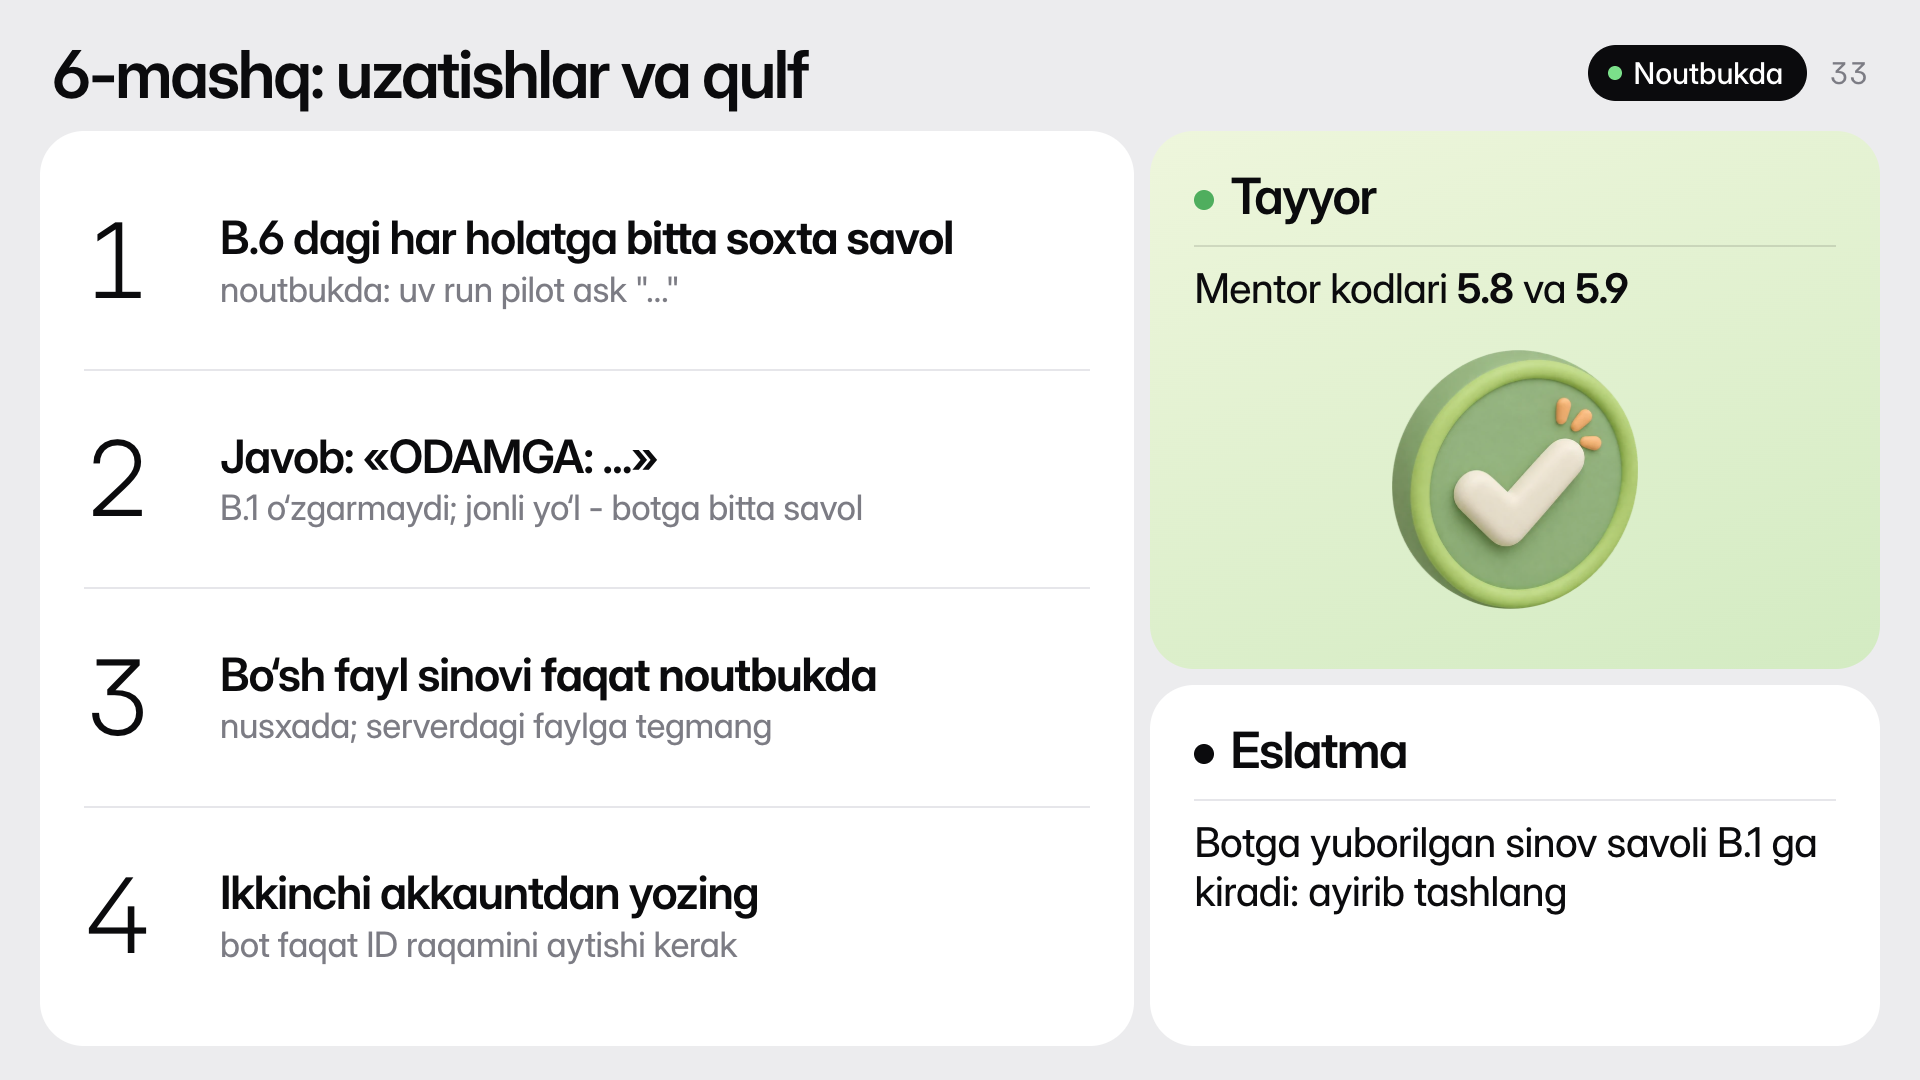 6-mashq: uzatishlar va qulf
Noutbukda
33
1
B.6 dagi har holatga bitta soxta savol
noutbukda: uv run pilot ask "..."
2
Javob: «ODAMGA: ...»
B.1 o‘zgarmaydi; jonli yo‘l - botga bitta savol
3
Bo‘sh fayl sinovi faqat noutbukda
nusxada; serverdagi faylga tegmang
4
Ikkinchi akkauntdan yozing
bot faqat ID raqamini aytishi kerak
Tayyor
Mentor kodlari 5.8 va 5.9
Eslatma
Botga yuborilgan sinov savoli B.1 ga
kiradi: ayirib tashlang